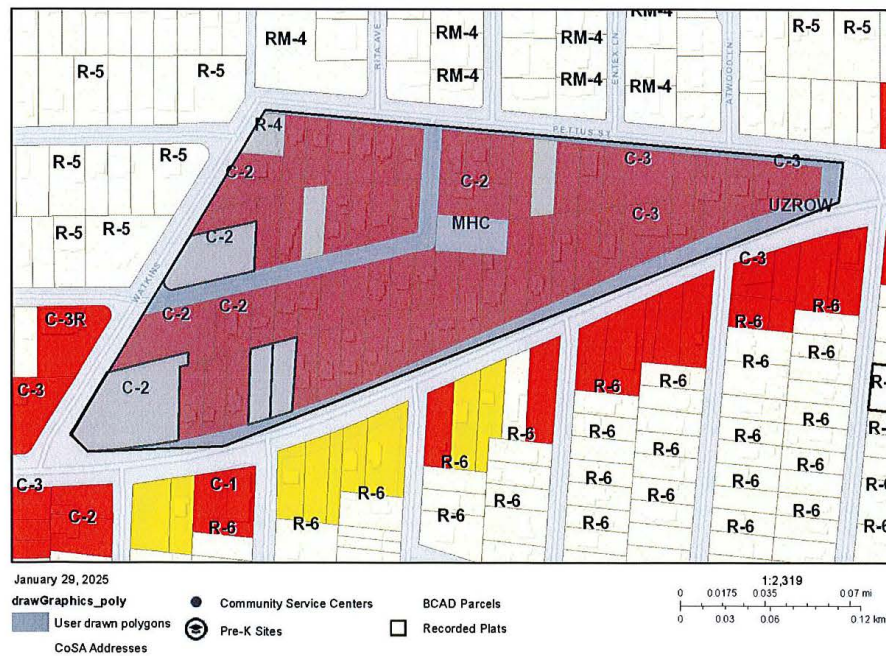 RM-4
RM-4
RM-4
R-5
R-5
R-5
R-5
RITA AVE
ENTEX LN
ATWOOD LN
RM-4
RM-4
RM-4
R-4
PETTUS ST
R-5
R-5
C-2
C-2
C-3
C-3
C-3
UZROW
R-5
R-5
C-2
MHC
C-3
WATKINS
C-3R
C-2
C-2
R-6
R-6
C-3
C-2
R-6
R-6
R-6
R-6
R-6
R-6
R-6
R-6
R-6
R-6
C-3
C-1
C-2
R-6
R-6
R-6
R-6
R-6
R-6
R-6
R-6
R-6
R-6
January 29, 2025
drawGraphics_poly
User drawn polygons
CoSA Addresses
Community Service Centers
Pre-K Sites
BCAD Parcels
Recorded Plats
1:2,319
0 0.0175 0.035 0.07 mi
0 0.03 0.06 0.12 km